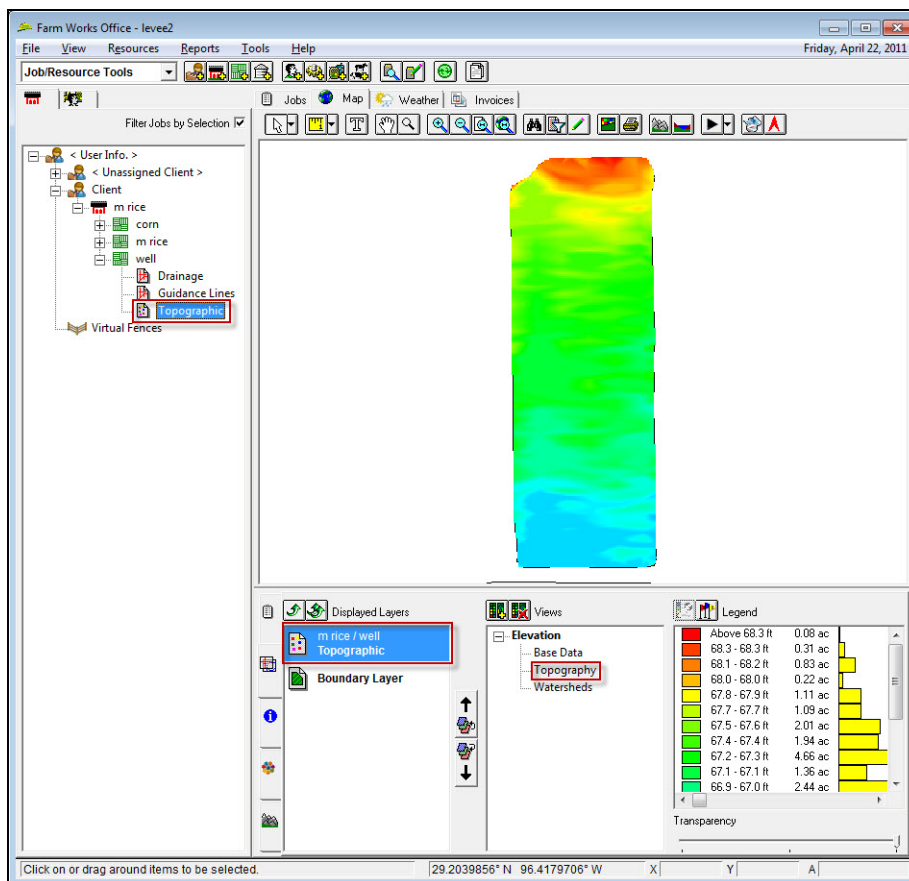 Farm Works Office - levee2
File View Resources Reports Tools Help Friday, April 22, 2011
Job/Resource Tools
Jobs Map Weather Invoices
Filter Jobs by Selection
< User Info. >
< Unassigned Client >
Client
m rice
corn
m rice
well
Drainage
Guidance Lines
Topographic
Virtual Fences
Displayed Layers
m rice / well
Topographic
Boundary Layer
Views
Elevation
Base Data
Topography
Watersheds
Legend
Above 68.3 ft 0.08 ac
68.3 - 68.3 ft 0.31 ac
68.1 - 68.2 ft 0.83 ac
68.0 - 68.0 ft 0.22 ac
67.8 - 67.9 ft 1.11 ac
67.7 - 67.7 ft 1.09 ac
67.5 - 67.6 ft 2.01 ac
67.4 - 67.4 ft 1.94 ac
67.2 - 67.3 ft 4.66 ac
67.1 - 67.1 ft 1.36 ac
66.9 - 67.0 ft 2.44 ac
Transparency
Click on or drag around items to be selected. 29.2039856° N 96.4179706° W X Y A